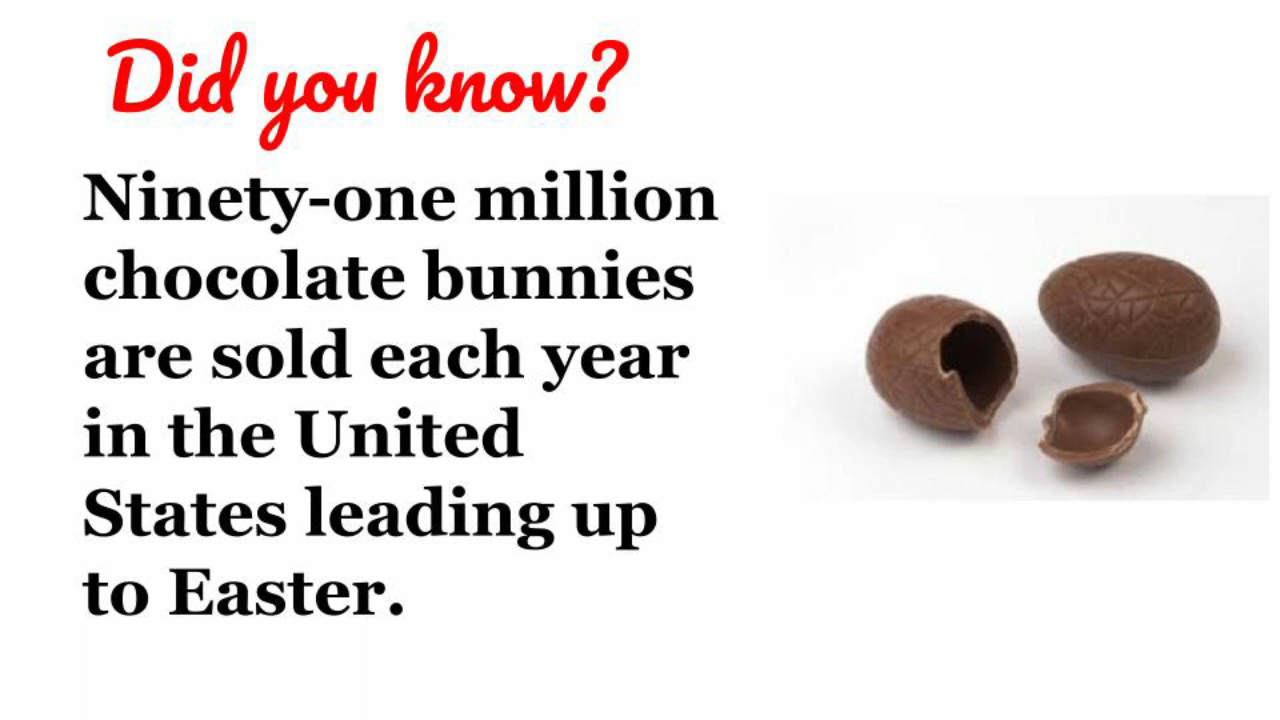 Did you know?
Ninety-one million
chocolate bunnies
are sold each year
in the United
States leading up
to Easter.